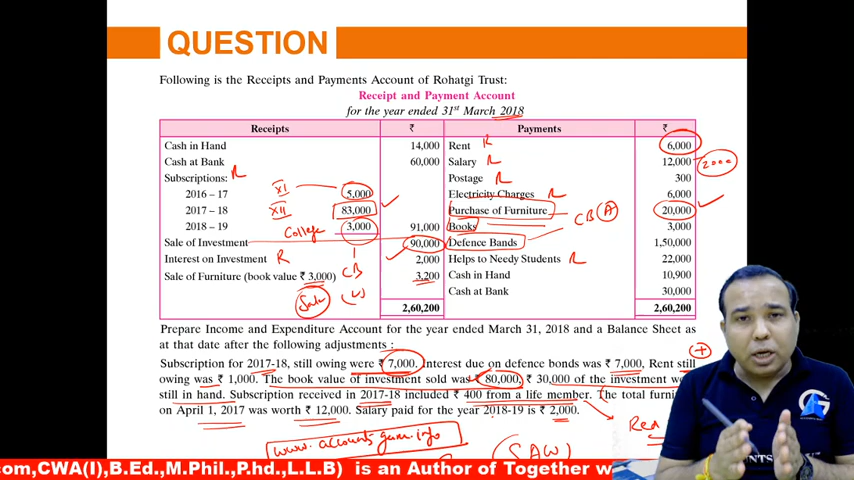 QUESTION
Following is the Receipts and Payments Account of Rohatgi Trust:
Receipt and Payment Account
for the year ended 31st March 2018
Receipts ₹ Payments ₹
Cash in Hand 14,000 Rent R 6,000
Cash at Bank 60,000 Salary R 12,000 2000
Subscriptions: R Postage R 300
2016 – 17 XI 5,000 Electricity Charges R 6,000
2017 – 18 XII 83,000 Purchase of Furniture CB (A) 20,000
2018 – 19 College 3,000 91,000 Books 3,000
Sale of Investment 90,000 Defence Bands 1,50,000
Interest on Investment R 2,000 Helps to Needy Students R 22,000
Sale of Furniture (book value ₹ 3,000) CB 3,200 Cash in Hand 10,900
Sale Cash at Bank 30,000
2,60,200 2,60,200
Prepare Income and Expenditure Account for the year ended March 31, 2018 and a Balance Sheet as
at that date after the following adjustments :
Subscription for 2017-18, still owing were ₹ 7,000. Interest due on defence bonds was ₹ 7,000, Rent still +
owing was ₹ 1,000. The book value of investment sold was ₹ 80,000, ₹ 30,000 of the investment
still in hand. Subscription received in 2017-18 included ₹ 400 from a life member. The total
on April 1, 2017 was worth ₹ 12,000. Salary paid for the year 2018-19 is ₹ 2,000.
Red
www.accountsguru.info
(SAW)
com,CWA(I),B.Ed.,M.Phil.,P.hd.,L.L.B) is an Author of Together w